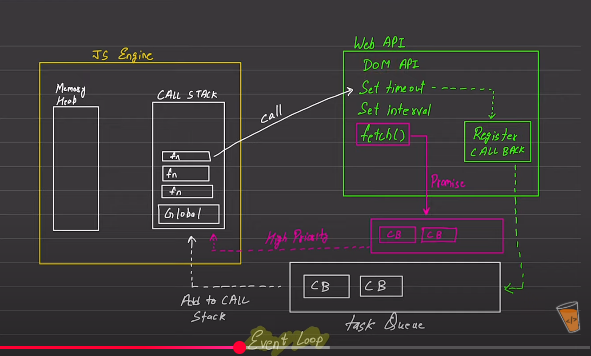 JS Engine
Memory
Heap
CALL STACK
fn
fn
fn
Global
call
Web API
DOM API
Set timeout
Set interval
fetch()
Register
CALL BACK
Promise
CB
CB
High Priority
CB
CB
Add to CALL
Stack
task Queue
Event Loop